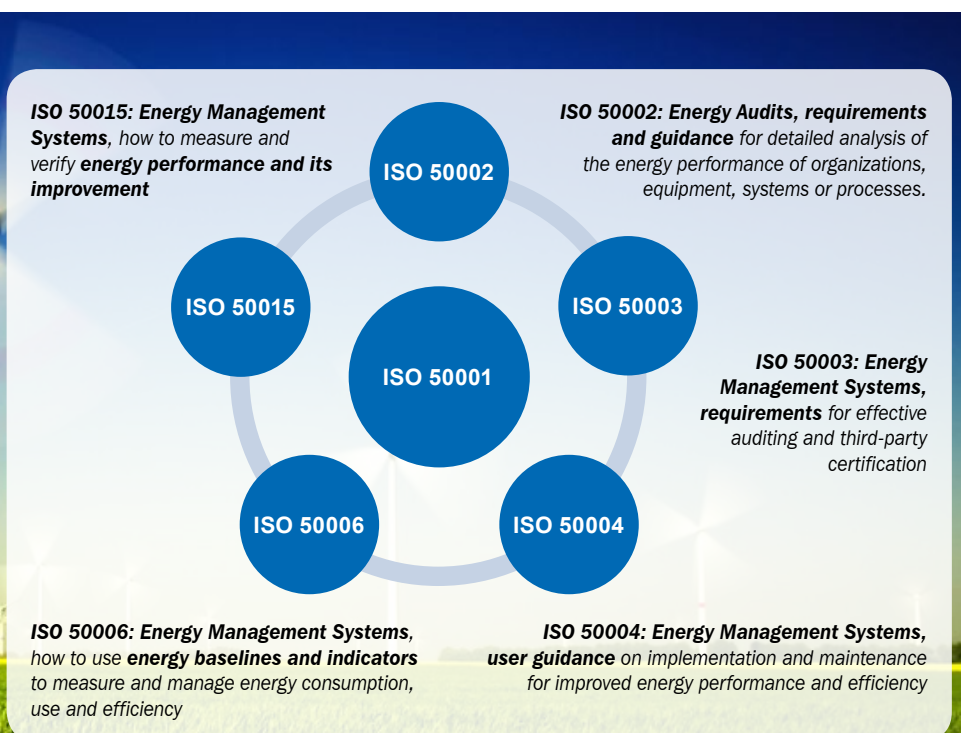 ISO 50015: Energy Management
Systems, how to measure and
verify energy performance and its
improvement
ISO 50002: Energy Audits, requirements
and guidance for detailed analysis of
the energy performance of organizations,
equipment, systems or processes.
ISO 50002
ISO 50015
ISO 50003
ISO 50001
ISO 50003: Energy
Management Systems,
requirements for effective
auditing and third-party
certification
ISO 50006
ISO 50004
ISO 50006: Energy Management Systems,
how to use energy baselines and indicators
to measure and manage energy consumption,
use and efficiency
ISO 50004: Energy Management Systems,
user guidance on implementation and maintenance
for improved energy performance and efficiency